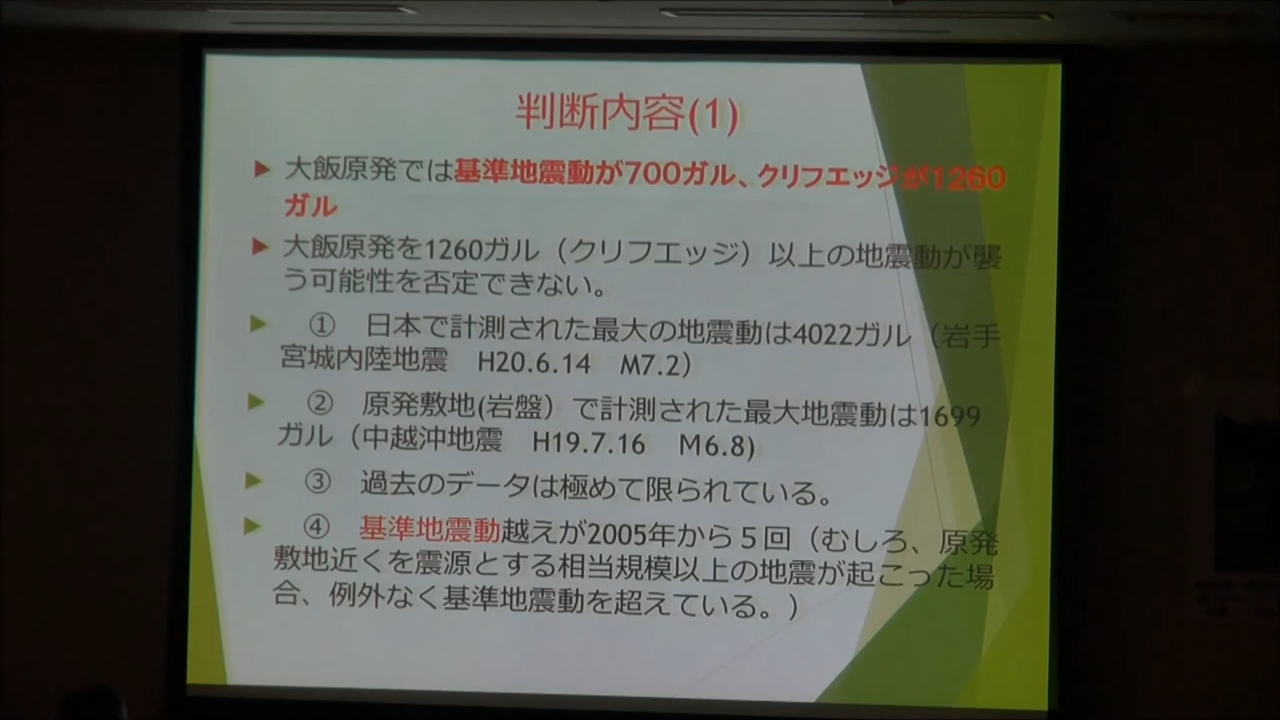 判断内容(1)
大飯原発では基準地震動が700ガル、クリフエッジが1260
ガル
大飯原発を1260ガル（クリフエッジ）以上の地震動が襲
う可能性を否定できない。
① 日本で計測された最大の地震動は4022ガル（岩手
宮城内陸地震 H20.6.14 M7.2）
② 原発敷地(岩盤）で計測された最大地震動は1699
ガル（中越沖地震 H19.7.16 M6.8)
③ 過去のデータは極めて限られている。
④ 基準地震動越えが2005年から５回（むしろ、原発
敷地近くを震源とする相当規模以上の地震が起こった場
合、例外なく基準地震動を超えている。）